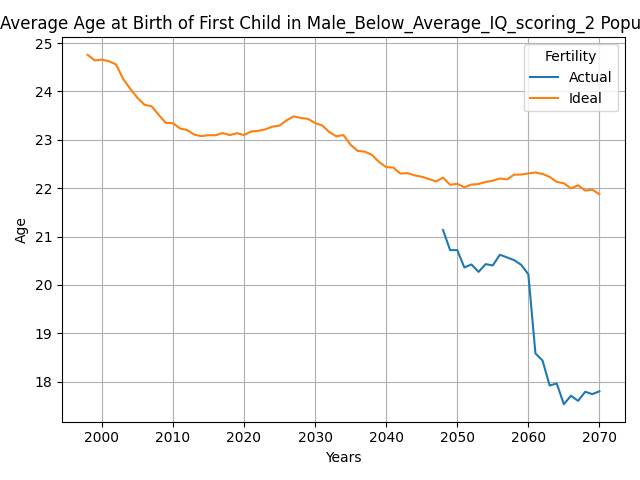 Average Age at Birth of First Child in Male_Below_Average_IQ_scoring_2 Popu
25
24
23
22
21
20
19
18
Age
Fertility
Actual
Ideal
2000 2010 2020 2030 2040 2050 2060 2070
Years